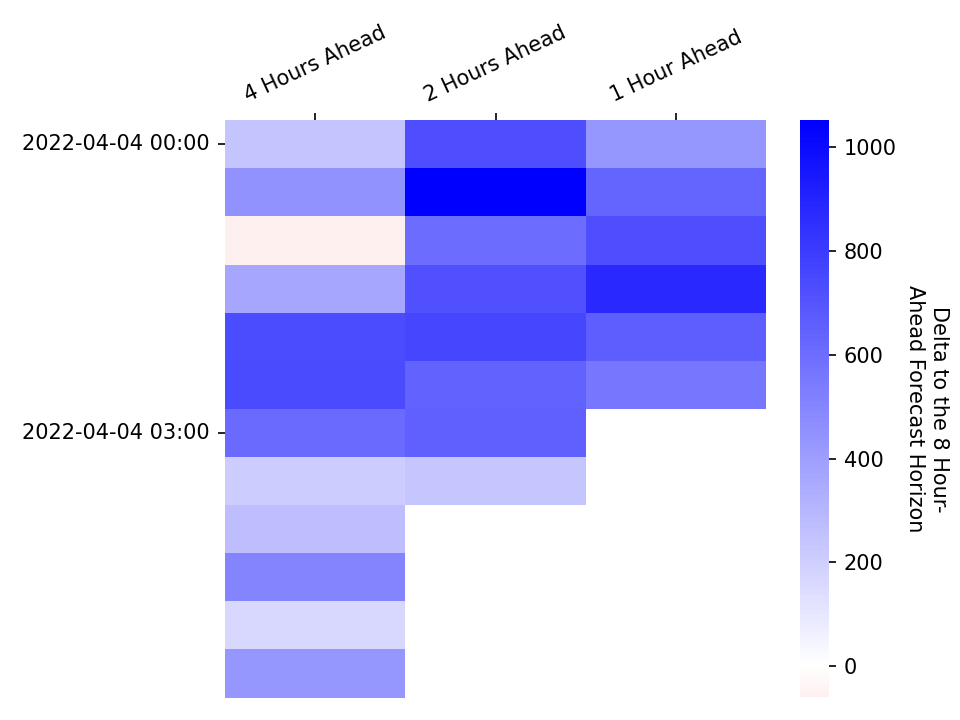 4 Hours Ahead
2 Hours Ahead
1 Hour Ahead
2022-04-04 00:00
2022-04-04 03:00
1000
800
600
400
200
0
Delta to the 8 Hour-
Ahead Forecast Horizon